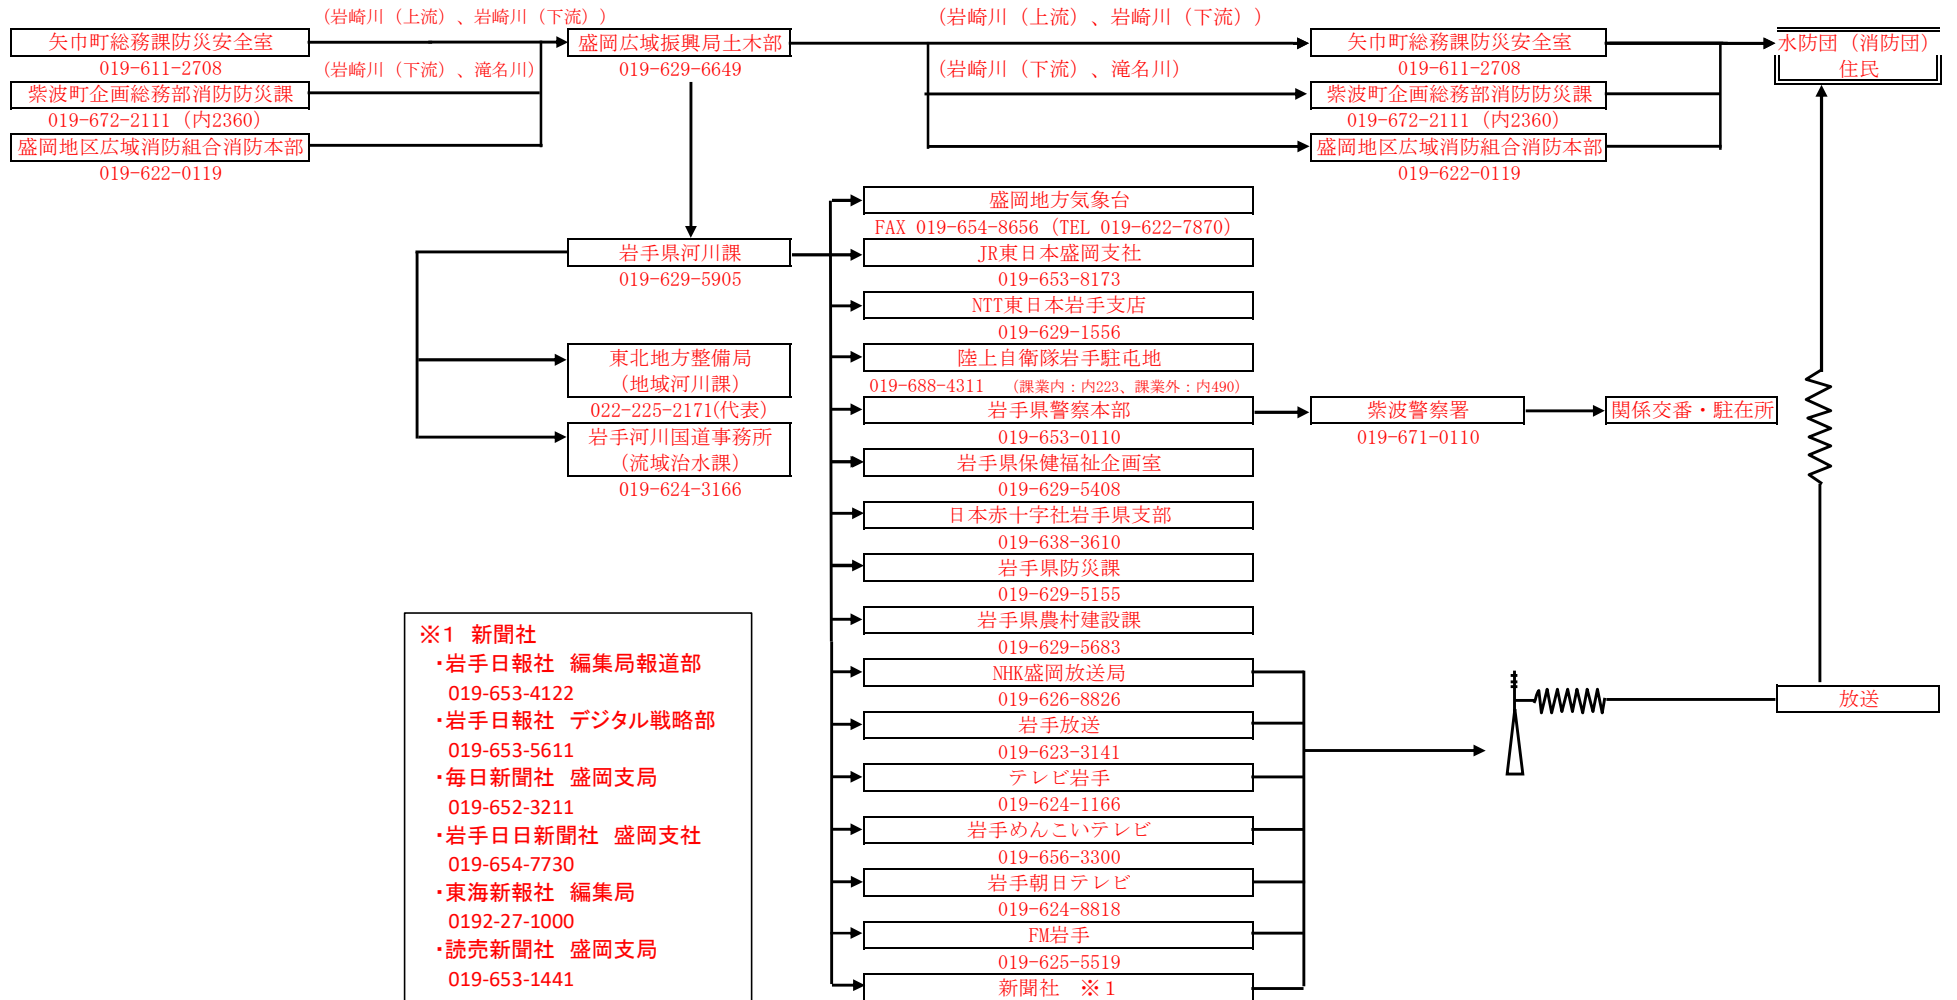 (岩崎川（上流）、岩崎川（下流）)
(岩崎川（上流）、岩崎川（下流）)
矢巾町総務課防災安全室
盛岡広域振興局土木部
矢巾町総務課防災安全室
水防団（消防団）
住民
019-611-2708
(岩崎川（下流）、滝名川)
019-629-6649
(岩崎川（下流）、滝名川)
019-611-2708
紫波町企画総務部消防防災課
紫波町企画総務部消防防災課
019-672-2111（内2360）
019-672-2111（内2360）
盛岡地区広域消防組合消防本部
盛岡地区広域消防組合消防本部
019-622-0119
019-622-0119
盛岡地方気象台
FAX 019-654-8656（TEL 019-622-7870）
岩手県河川課
019-629-5905
JR東日本盛岡支社
019-653-8173
NTT東日本岩手支店
019-629-1556
東北地方整備局
（地域河川課）
022-225-2171(代表)
陸上自衛隊岩手駐屯地
019-688-4311　（課業内：内223、課業外：内490）
岩手河川国道事務所
（流域治水課）
019-624-3166
岩手県警察本部
019-653-0110
紫波警察署
019-671-0110
関係交番・駐在所
岩手県保健福祉企画室
019-629-5408
日本赤十字社岩手県支部
019-638-3610
岩手県防災課
019-629-5155
岩手県農村建設課
019-629-5683
NHK盛岡放送局
019-626-8826
放送
岩手放送
019-623-3141
テレビ岩手
019-624-1166
岩手めんこいテレビ
019-656-3300
岩手朝日テレビ
019-624-8818
FM岩手
019-625-5519
新聞社　※１
※1　新聞社
・岩手日報社　編集局報道部
019-653-4122
・岩手日報社　デジタル戦略部
019-653-5611
・毎日新聞社　盛岡支局
019-652-3211
・岩手日日新聞社　盛岡支社
019-654-7730
・東海新報社　編集局
0192-27-1000
・読売新聞社　盛岡支局
019-653-1441